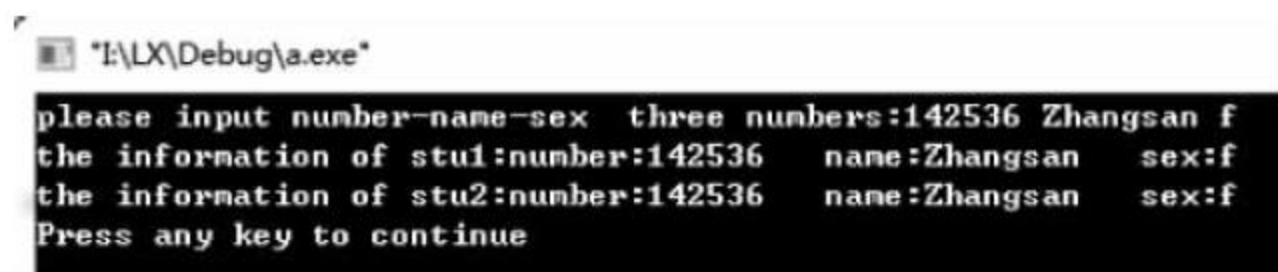 "I:\LX\Debug\a.exe"
please input number-name-sex  three numbers:142536 Zhangsan f
the information of stu1:number:142536   name:Zhangsan   sex:f
the information of stu2:number:142536   name:Zhangsan   sex:f
Press any key to continue